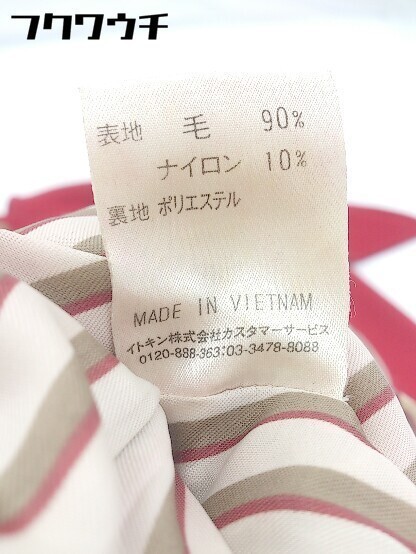 フクワウチ
表地 毛 90%
ナイロン 10%
裏地 ポリエステル
MADE IN VIETNAM
イトキン株式会社カスタマーサービス
0120-888-363:03-3478-8088